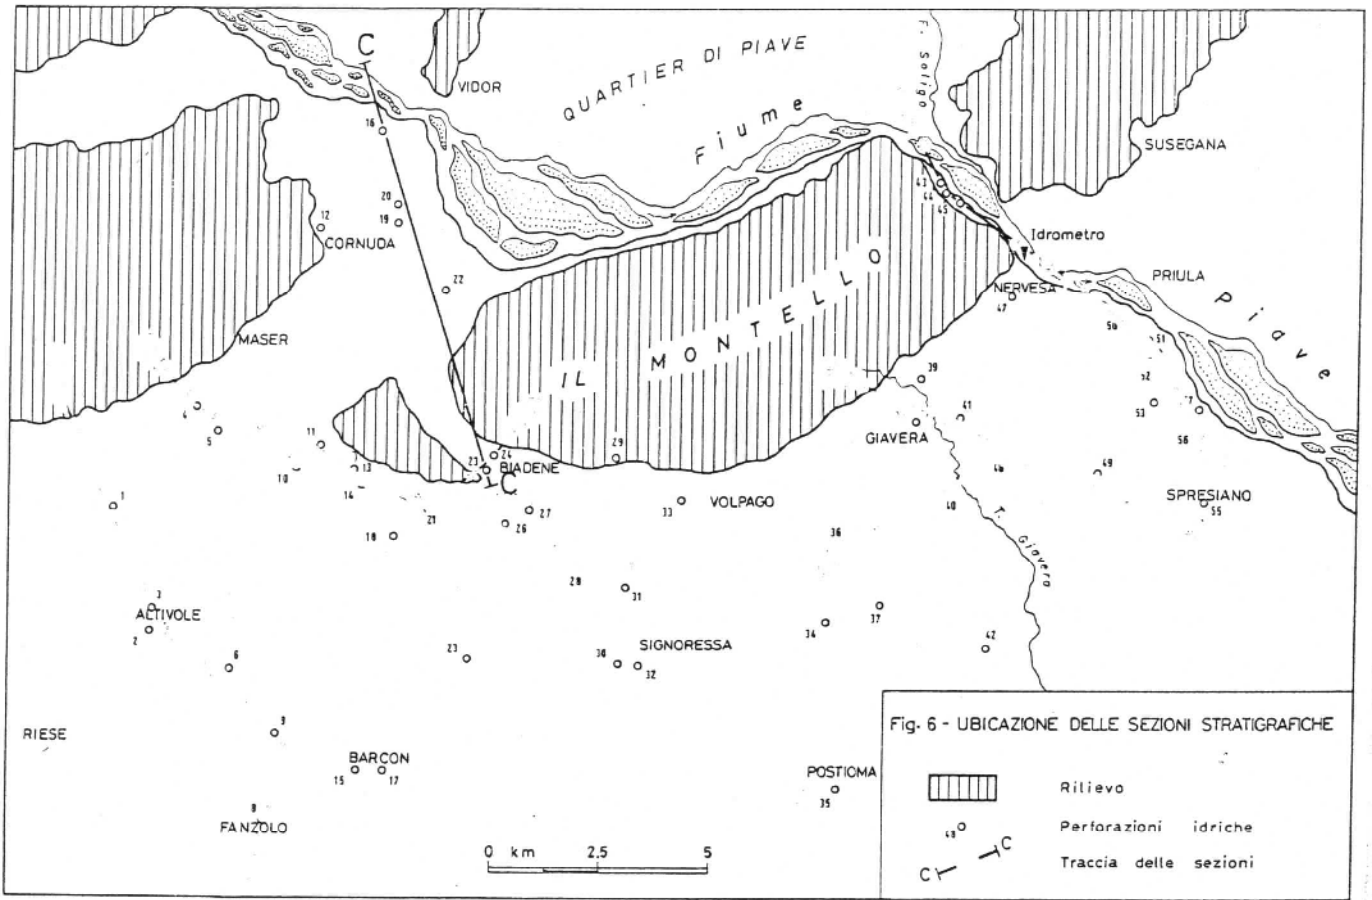 C
VIDOR
QUARTIER DI PIAVE
F. Soligo
Fiume
SUSEGANA
16
20
19
12
CORNUDA
43
44
45
Idrometro
22
PRIULA
NERVESA
47
Piave
MASER
IL MONTELLO
51
39
52
4
5
53
41
11
GIAVERA
56
29
24
23
BIADENE
10
13
49
C
14
SPRESIANO
1
27
33
VOLPAGO
40
55
21
26
18
36
T. Giavera
28
31
3
ALTIVOLE
37
2
34
42
SIGNORESSA
6
23
30
32
RIESE
9
Fig. 6 - UBICAZIONE DELLE SEZIONI STRATIGRAFICHE
BARCON
15
17
POSTIOMA
35
Rilievo
8
FANZOLO
Perforazioni idriche
0 km 2,5 5
C C
Traccia delle sezioni